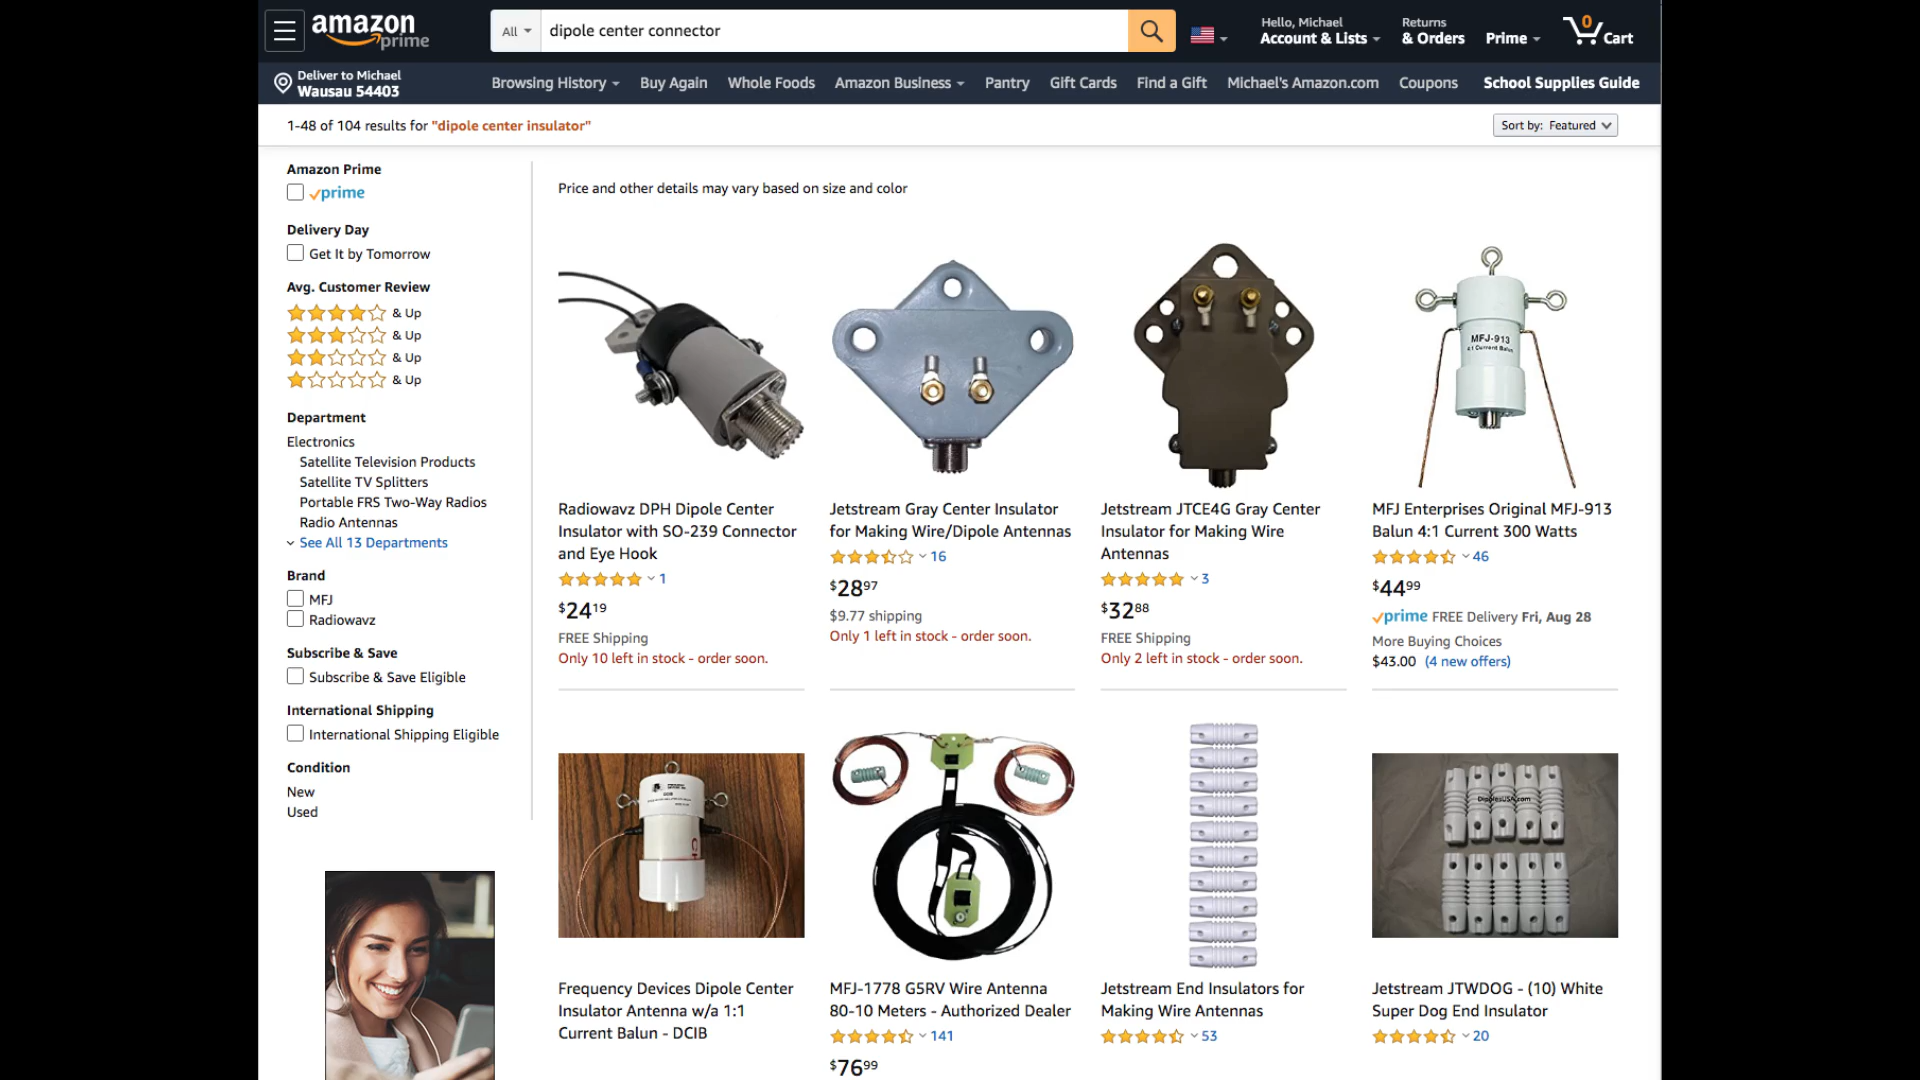 amazon
prime
All
dipole center connector
Hello, Michael
Account & Lists
Returns
& Orders
Prime
0
Cart
Deliver to Michael
Wausau 54403
Browsing History
Buy Again
Whole Foods
Amazon Business
Pantry
Gift Cards
Find a Gift
Michael's Amazon.com
Coupons
School Supplies Guide
1-48 of 104 results for "dipole center insulator"
Sort by: Featured
Amazon Prime
prime
Delivery Day
Get It by Tomorrow
Avg. Customer Review
& Up
& Up
& Up
& Up
Department
Electronics
Satellite Television Products
Satellite TV Splitters
Portable FRS Two-Way Radios
Radio Antennas
See All 13 Departments
Brand
MFJ
Radiowavz
Subscribe & Save
Subscribe & Save Eligible
International Shipping
International Shipping Eligible
Condition
New
Used
Price and other details may vary based on size and color
Radiowavz DPH Dipole Center
Insulator with SO-239 Connector
and Eye Hook
1
$24.19
FREE Shipping
Only 10 left in stock - order soon.
Jetstream Gray Center Insulator
for Making Wire/Dipole Antennas
16
$28.97
$9.77 shipping
Only 1 left in stock - order soon.
Jetstream JTCE4G Gray Center
Insulator for Making Wire
Antennas
3
$32.88
FREE Shipping
Only 2 left in stock - order soon.
MFJ-913
4:1 Current Balun
MFJ Enterprises Original MFJ-913
Balun 4:1 Current 300 Watts
46
$44.99
prime FREE Delivery Fri, Aug 28
More Buying Choices
$43.00 (4 new offers)
Frequency Devices Dipole Center
Insulator Antenna w/a 1:1
Current Balun - DCIB
MFJ-1778 G5RV Wire Antenna
80-10 Meters - Authorized Dealer
141
$76.99
Jetstream End Insulators for
Making Wire Antennas
53
DipolesUSA.com
Jetstream JTWDOG - (10) White
Super Dog End Insulator
20